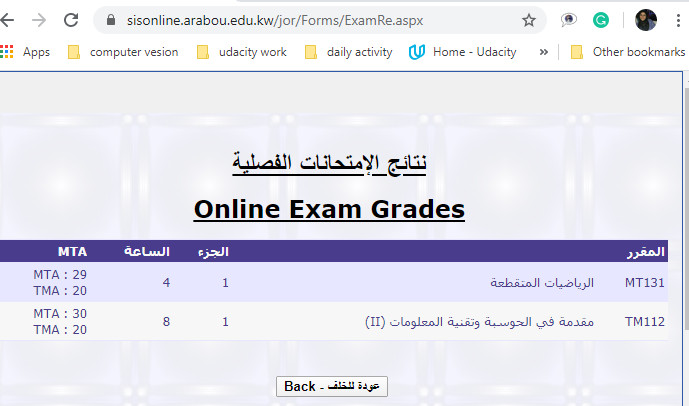 sisonline.arabou.edu.kw/jor/Forms/ExamRe.aspx
Apps computer vesion udacity work daily activity Home - Udacity » Other bookmarks
نتائج الإمتحانات الفصلية
Online Exam Grades
المقرر الجزء الساعة MTA
MT131 الرياضيات المتقطعة 1 4 MTA : 29
TMA : 20
TM112 مقدمة في الحوسبة وتقنية المعلومات (II) 1 8 MTA : 30
TMA : 20
عودة للخلف - Back